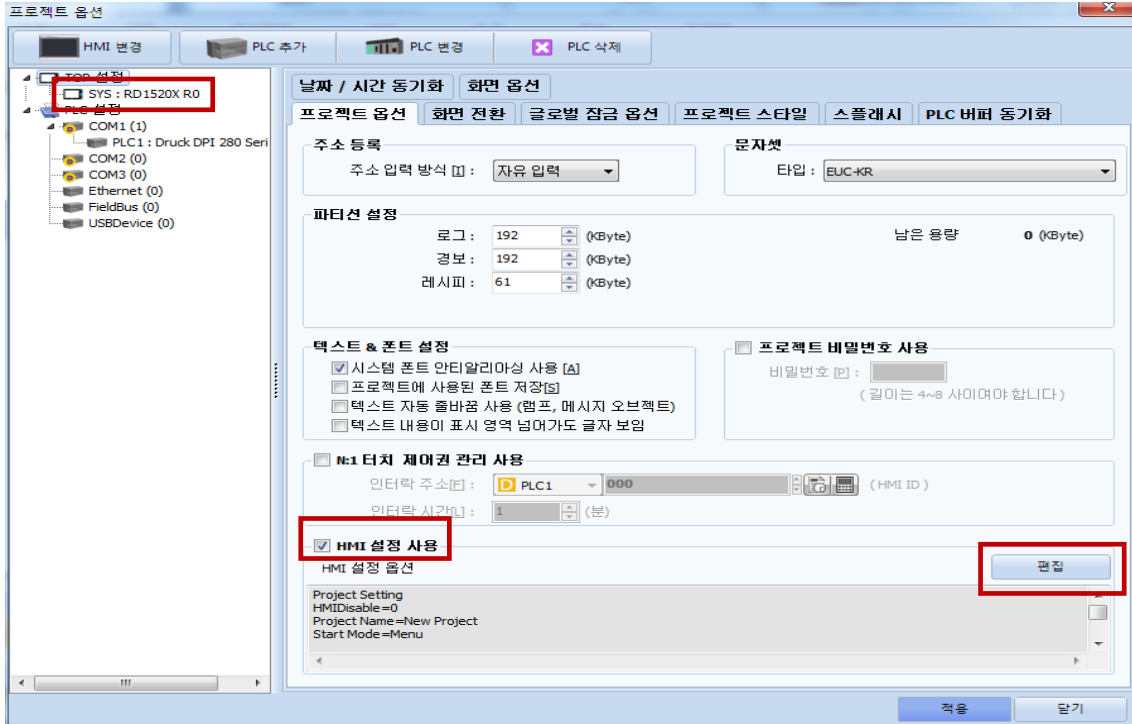 프로젝트 옵션
HMI 변경 PLC 추가 PLC 변경 PLC 삭제
TOP 설정
SYS : RD1520X R0
PLC 설정
COM1 (1)
PLC1 : Druck DPI 280 Seri
COM2 (0)
COM3 (0)
Ethernet (0)
FieldBus (0)
USBDevice (0)
날짜 / 시간 동기화 화면 옵션
프로젝트 옵션 화면 전환 글로벌 잠금 옵션 프로젝트 스타일 스플래시 PLC 버퍼 동기화
주소 등록
주소 입력 방식 [I] : 자유 입력
문자셋
타입 : EUC-KR
파티션 설정
로그 : 192 (KByte)
남은 용량 0 (KByte)
경보 : 192 (KByte)
레시피 : 61 (KByte)
텍스트 & 폰트 설정
시스템 폰트 안티알리아싱 사용 [A]
프로젝트에 사용된 폰트 저장[S]
텍스트 자동 줄바꿈 사용 (램프, 메시지 오브젝트)
텍스트 내용이 표시 영역 넘어가도 글자 보임
프로젝트 비밀번호 사용
비밀번호 [P] :
( 길이는 4~8 사이여야 합니다 )
N:1 터치 제어권 관리 사용
인터락 주소[F] : D PLC1 000 ( HMI ID )
인터락 시간[L] : 1 (분)
HMI 설정 사용
HMI 설정 옵션 편집
Project Setting
HMIDisable=0
Project Name=New Project
Start Mode=Menu
적용 닫기